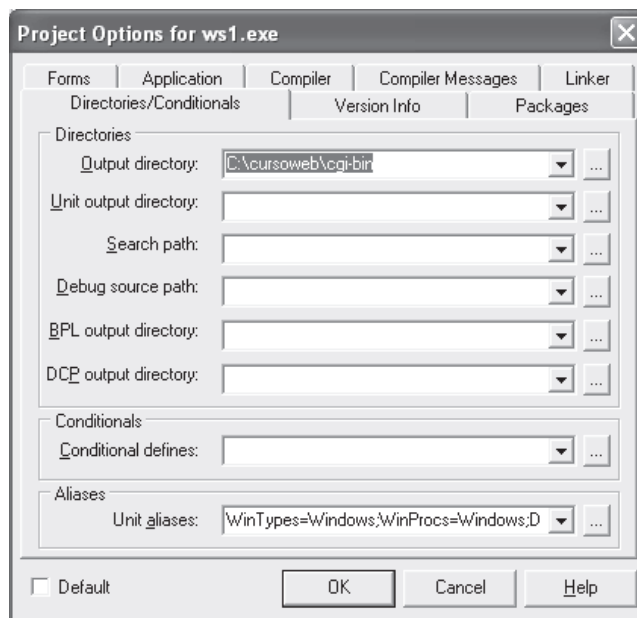 Project Options for ws1.exe
Forms Application Compiler Compiler Messages Linker
Directories/Conditionals Version Info Packages
Directories
Output directory: C:\cursoweb\cgi-bin ...
Unit output directory: ...
Search path: ...
Debug source path: ...
BPL output directory: ...
DCP output directory: ...
Conditionals
Conditional defines: ...
Aliases
Unit aliases: WinTypes=Windows;WinProcs=Windows;D ...
Default OK Cancel Help